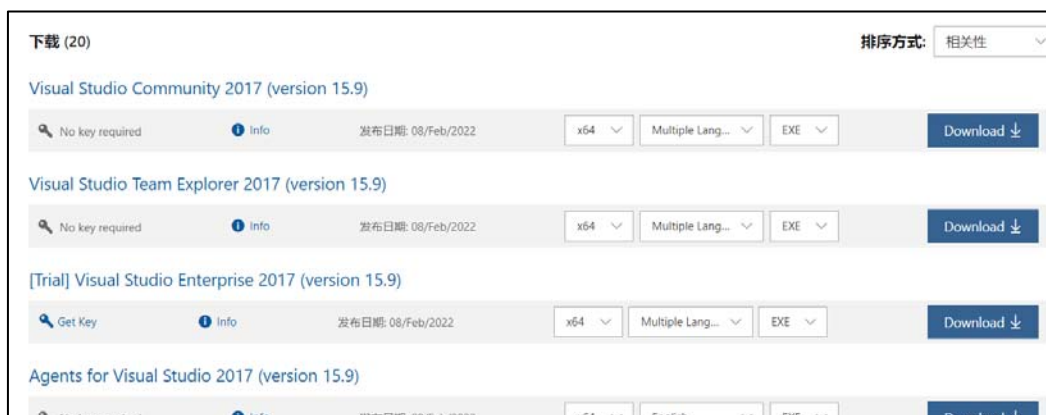 下载 (20)
排序方式: 相关性
Visual Studio Community 2017 (version 15.9)
No key required Info 发布日期: 08/Feb/2022 x64 Multiple Lang... EXE Download
Visual Studio Team Explorer 2017 (version 15.9)
No key required Info 发布日期: 08/Feb/2022 x64 Multiple Lang... EXE Download
[Trial] Visual Studio Enterprise 2017 (version 15.9)
Get Key Info 发布日期: 08/Feb/2022 x64 Multiple Lang... EXE Download
Agents for Visual Studio 2017 (version 15.9)